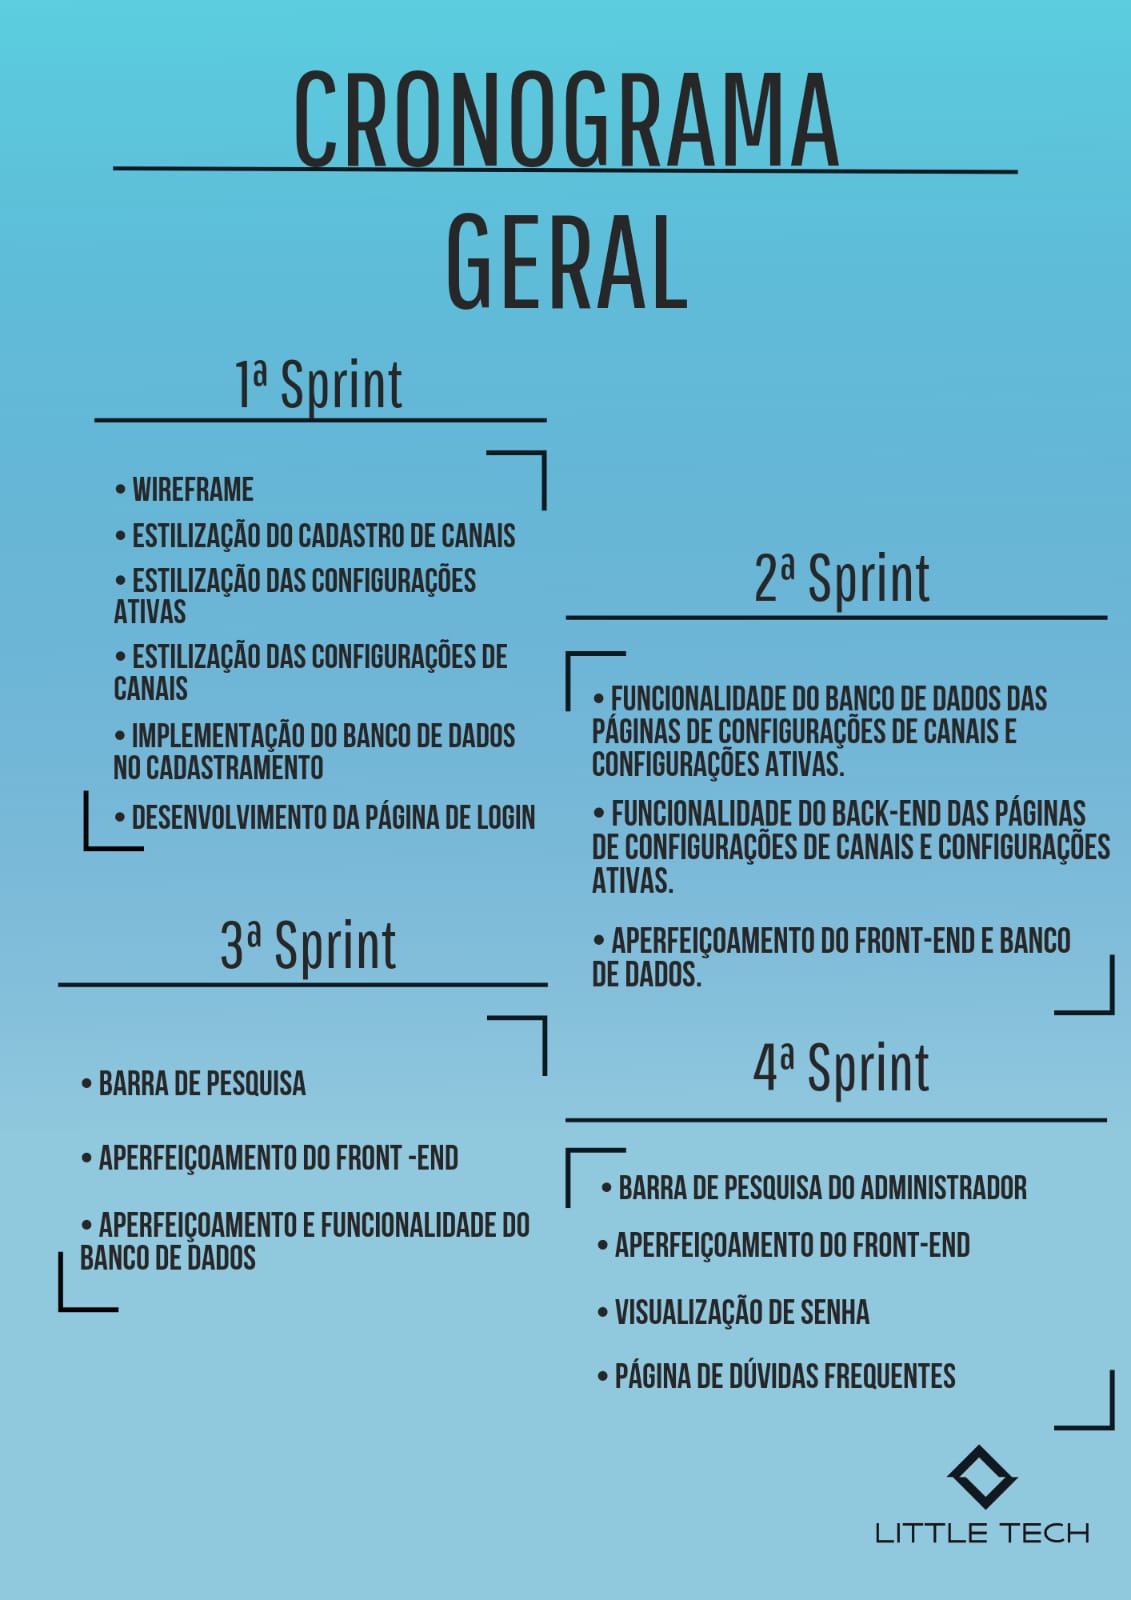 CRONOGRAMA
GERAL
1ª Sprint
• WIREFRAME
• ESTILIZAÇÃO DO CADASTRO DE CANAIS
• ESTILIZAÇÃO DAS CONFIGURAÇÕES
ATIVAS
• ESTILIZAÇÃO DAS CONFIGURAÇÕES DE
CANAIS
• IMPLEMENTAÇÃO DO BANCO DE DADOS
NO CADASTRAMENTO
• DESENVOLVIMENTO DA PÁGINA DE LOGIN
2ª Sprint
• FUNCIONALIDADE DO BANCO DE DADOS DAS
PÁGINAS DE CONFIGURAÇÕES DE CANAIS E
CONFIGURAÇÕES ATIVAS.
• FUNCIONALIDADE DO BACK-END DAS PÁGINAS
DE CONFIGURAÇÕES DE CANAIS E CONFIGURAÇÕES
ATIVAS.
• APERFEIÇOAMENTO DO FRONT-END E BANCO
DE DADOS.
3ª Sprint
• BARRA DE PESQUISA
• APERFEIÇOAMENTO DO FRONT -END
• APERFEIÇOAMENTO E FUNCIONALIDADE DO
BANCO DE DADOS
4ª Sprint
• BARRA DE PESQUISA DO ADMINISTRADOR
• APERFEIÇOAMENTO DO FRONT-END
• VISUALIZAÇÃO DE SENHA
• PÁGINA DE DÚVIDAS FREQUENTES
LITTLE TECH